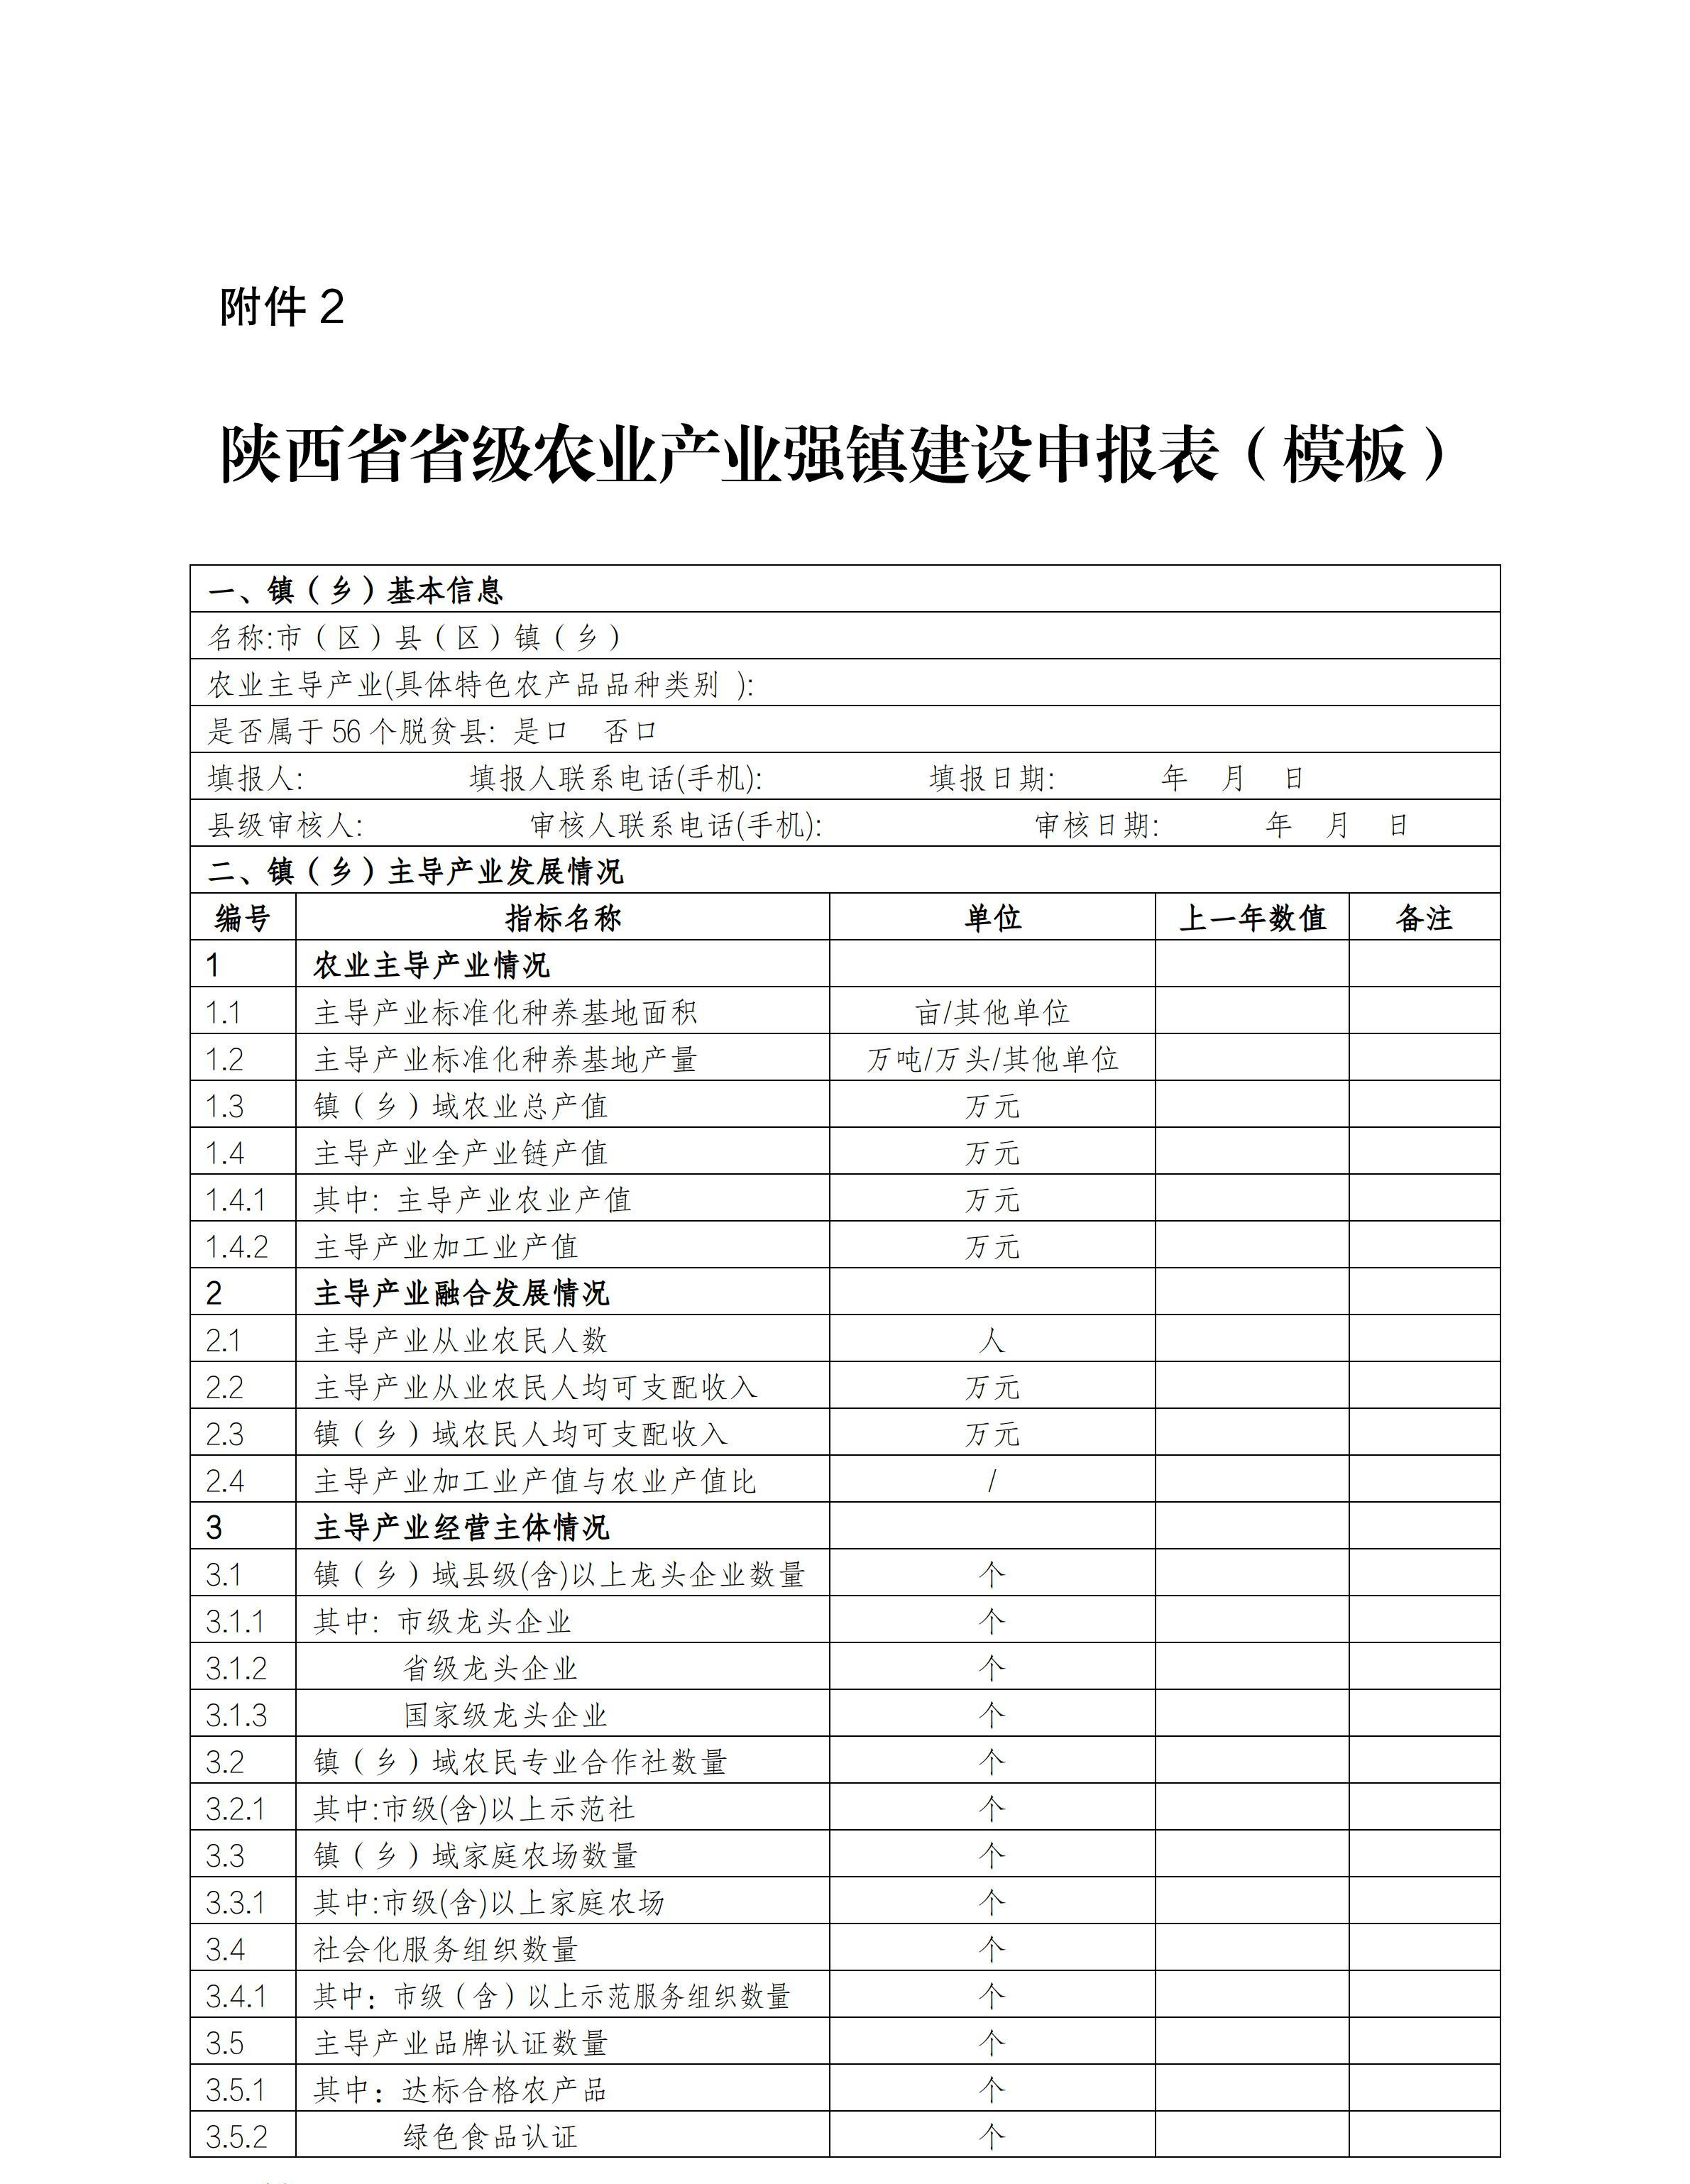 附件 2
陕西省省级农业产业强镇建设申报表（模板）
一、镇（乡）基本信息
名称:市（区）县（区）镇（乡）
农业主导产业(具体特色农产品品种类别 ):
是否属于 56 个脱贫县: 是口 否口
填报人: 填报人联系电话(手机): 填报日期: 年 月 日
县级审核人: 审核人联系电话(手机): 审核日期: 年 月 日
二、镇（乡）主导产业发展情况
编号 指标名称 单位 上一年数值 备注
1 农业主导产业情况
1.1 主导产业标准化种养基地面积 亩/其他单位
1.2 主导产业标准化种养基地产量 万吨/万头/其他单位
1.3 镇（乡）域农业总产值 万元
1.4 主导产业全产业链产值 万元
1.4.1 其中: 主导产业农业产值 万元
1.4.2 主导产业加工业产值 万元
2 主导产业融合发展情况
2.1 主导产业从业农民人数 人
2.2 主导产业从业农民人均可支配收入 万元
2.3 镇（乡）域农民人均可支配收入 万元
2.4 主导产业加工业产值与农业产值比 /
3 主导产业经营主体情况
3.1 镇（乡）域县级(含)以上龙头企业数量 个
3.1.1 其中: 市级龙头企业 个
3.1.2 省级龙头企业 个
3.1.3 国家级龙头企业 个
3.2 镇（乡）域农民专业合作社数量 个
3.2.1 其中:市级(含)以上示范社 个
3.3 镇（乡）域家庭农场数量 个
3.3.1 其中:市级(含)以上家庭农场 个
3.4 社会化服务组织数量 个
3.4.1 其中：市级（含）以上示范服务组织数量 个
3.5 主导产业品牌认证数量 个
3.5.1 其中：达标合格农产品 个
3.5.2 绿色食品认证 个